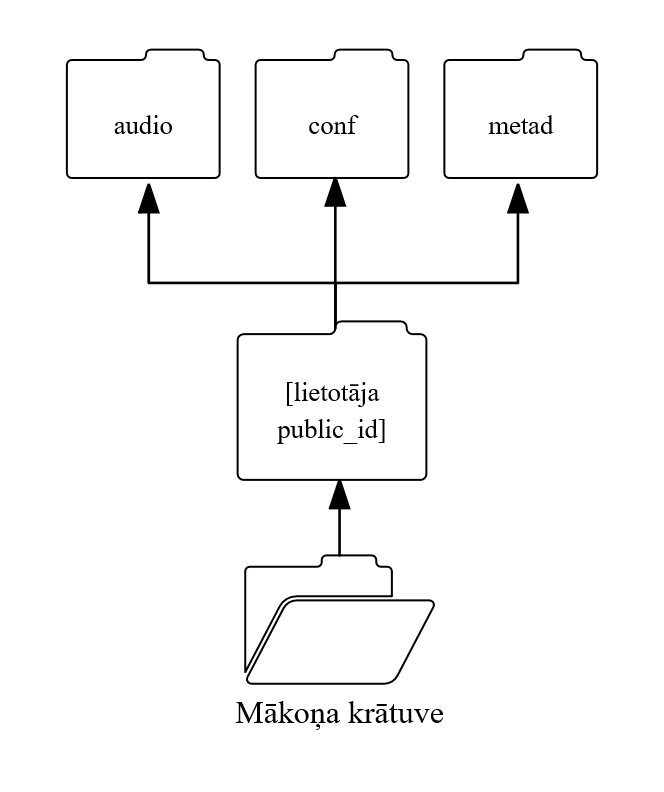 audio
conf
metad
[lietotāja
public_id]
Mākoņa krātuve